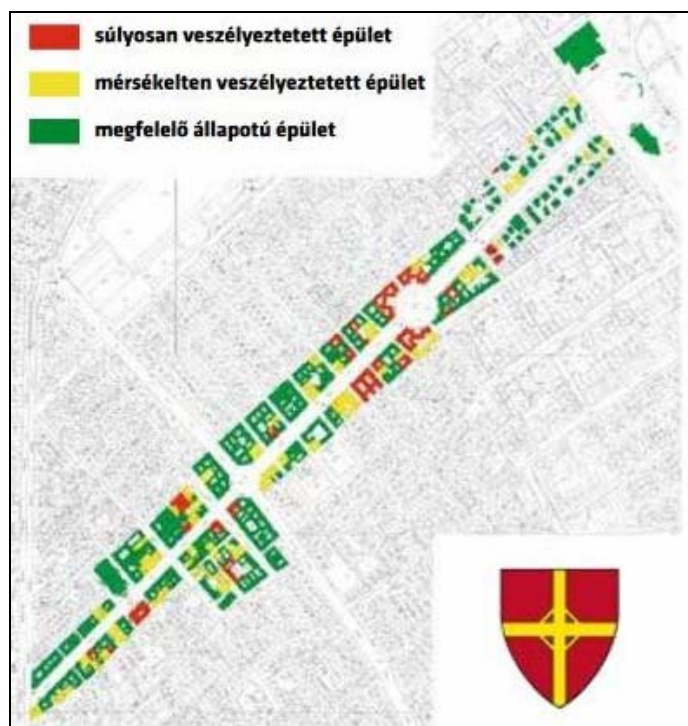 súlyosan veszélyeztetett épület
mérsékelten veszélyeztetett épület
megfelelő állapotú épület